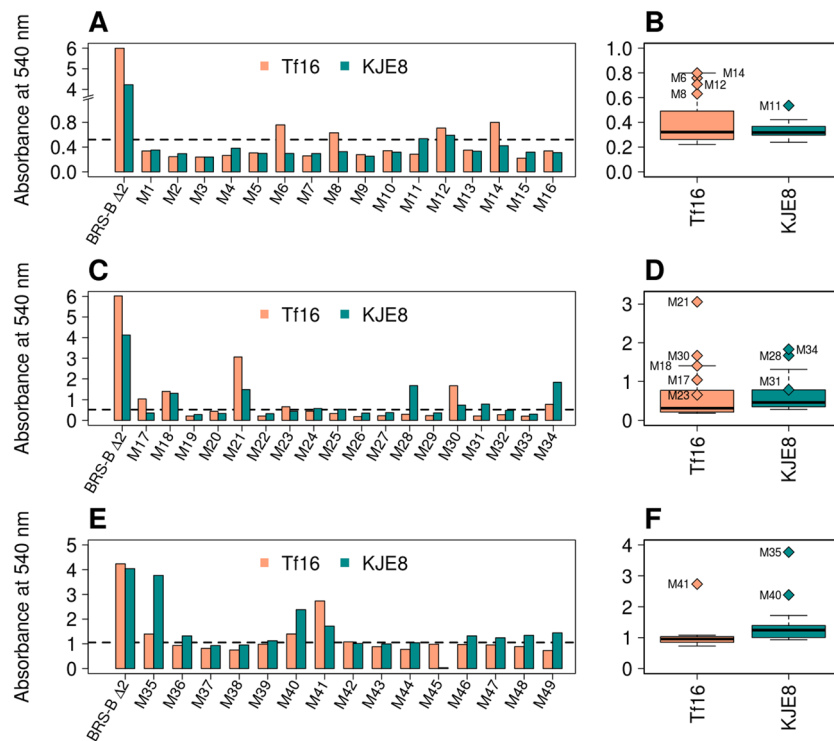 A
Absorbance at 540 nm
6
5
4
0.8
0.4
0.0
Tf16
KJE8
BRS-B Δ2
M1
M2
M3
M4
M5
M6
M7
M8
M9
M10
M11
M12
M13
M14
M15
M16
B
1.0
0.8
0.6
0.4
0.2
0.0
M6
M14
M12
M8
M11
Tf16
KJE8
C
Absorbance at 540 nm
6
5
4
3
2
1
0
Tf16
KJE8
BRS-B Δ2
M17
M18
M19
M20
M21
M22
M23
M24
M25
M26
M27
M28
M29
M30
M31
M32
M33
M34
D
3
2
1
0
M21
M30
M18
M17
M23
M28
M34
M31
Tf16
KJE8
E
Absorbance at 540 nm
5
4
3
2
1
0
Tf16
KJE8
BRS-B Δ2
M35
M36
M37
M38
M39
M40
M41
M42
M43
M44
M45
M46
M47
M48
M49
F
4
3
2
1
0
M41
M35
M40
Tf16
KJE8